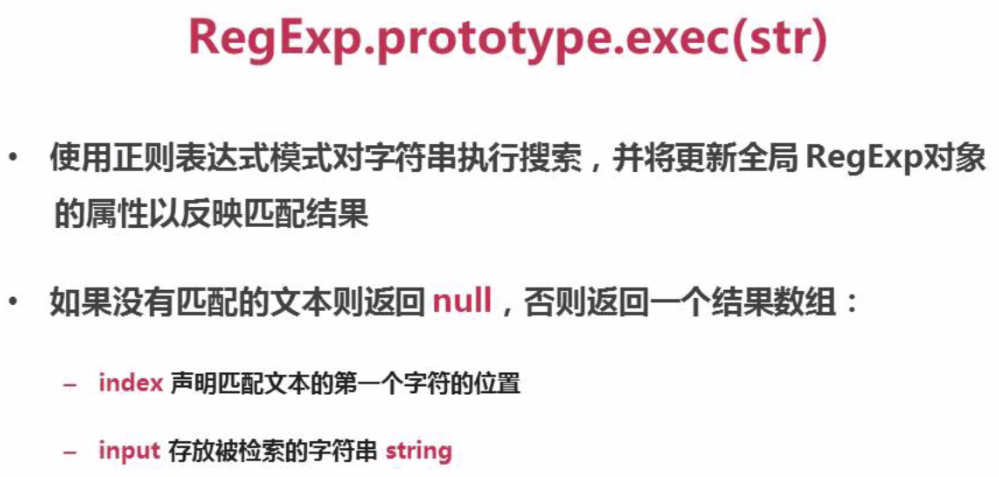 RegExp.prototype.exec(str)
• 使用正则表达式模式对字符串执行搜索，并将更新全局 RegExp对象
的属性以反映匹配结果
• 如果没有匹配的文本则返回 null，否则返回一个结果数组：
– index 声明匹配文本的第一个字符的位置
– input 存放被检索的字符串 string